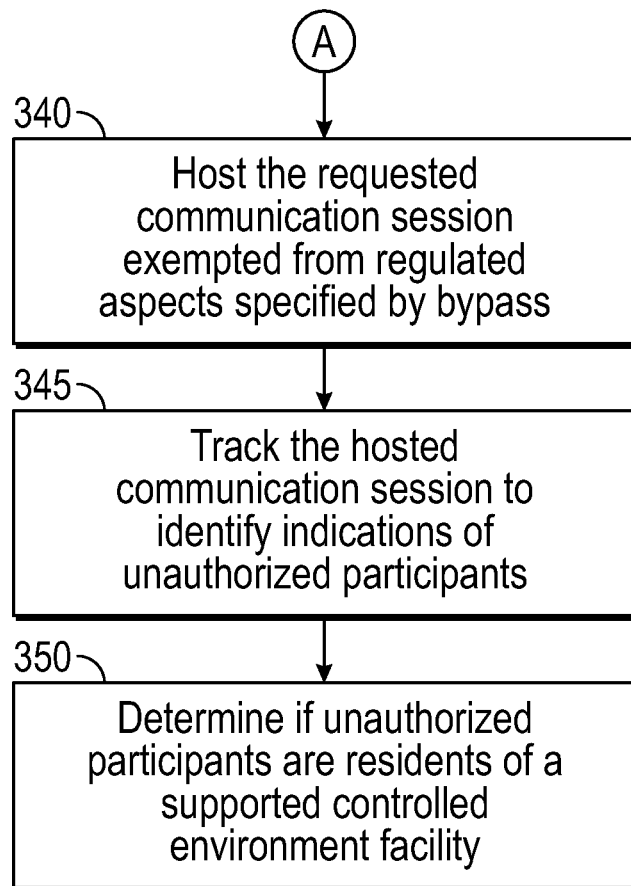 A
340
Host the requested
communication session
exempted from regulated
aspects specified by bypass
345
Track the hosted
communication session to
identify indications of
unauthorized participants
350
Determine if unauthorized
participants are residents of a
supported controlled
environment facility